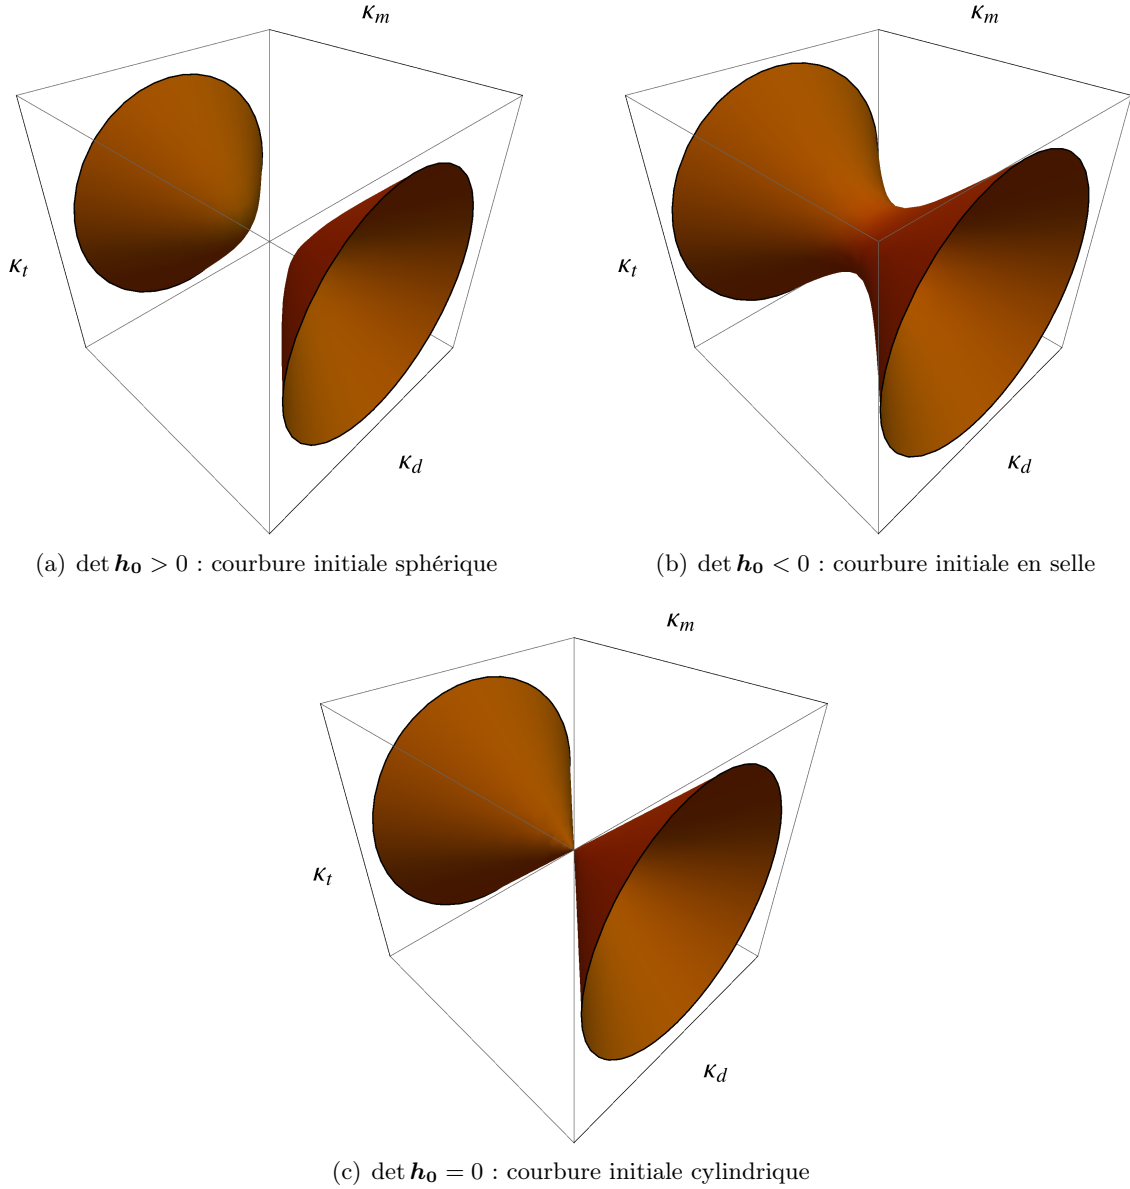 κm κm
κt κt
κd κd
(a) det h0 > 0 : courbure initiale sphérique (b) det h0 < 0 : courbure initiale en selle
κm
κt
κd
(c) det h0 = 0 : courbure initiale cylindrique